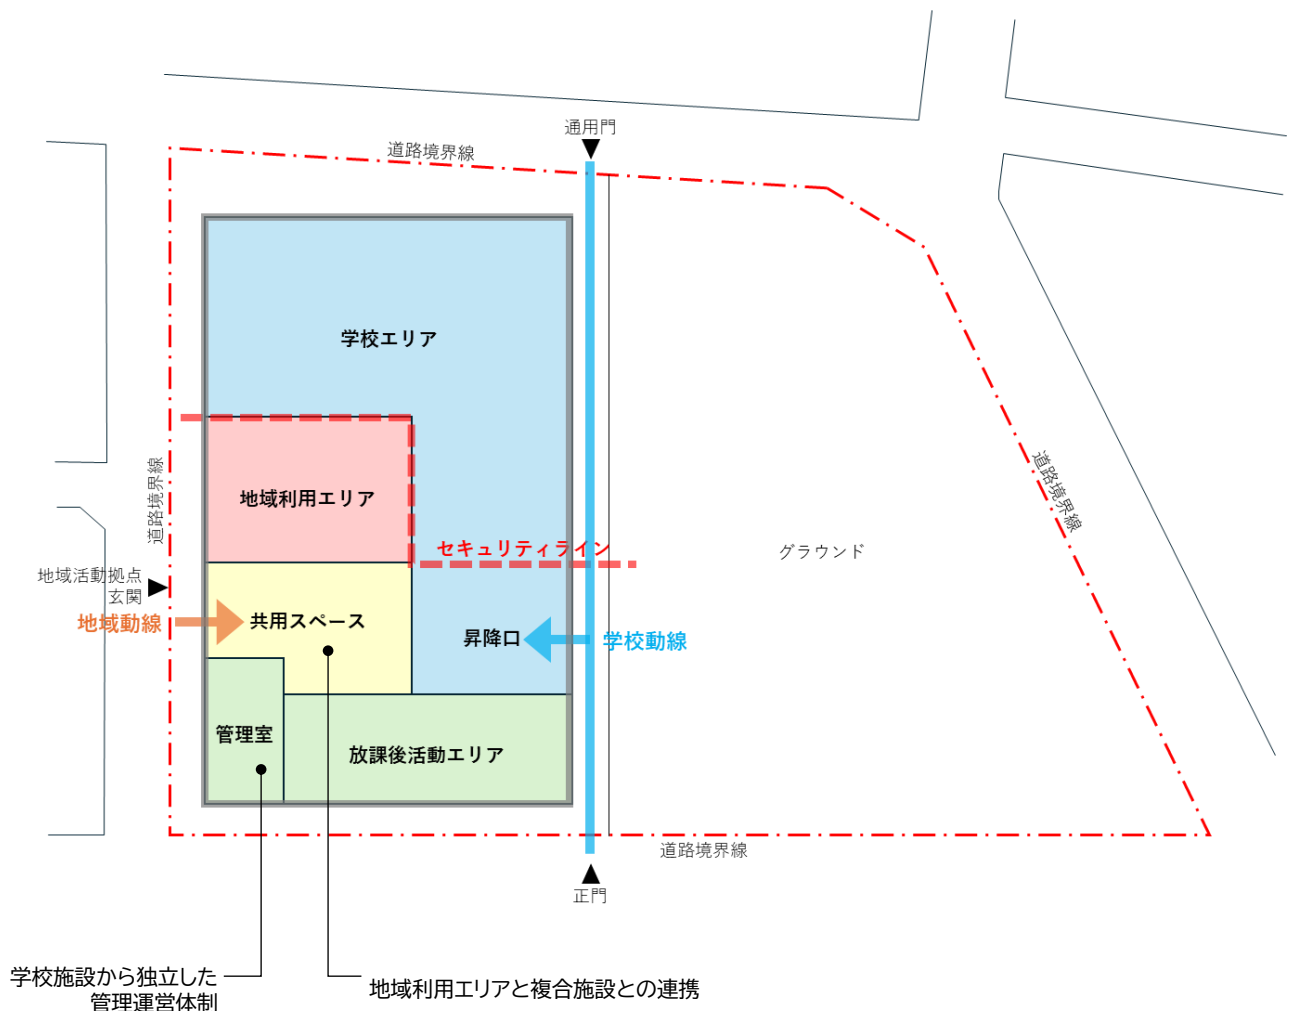 通用門
道路境界線
学校エリア
道路境界線
地域利用エリア
道路境界線
セキュリティライン
グラウンド
地域活動拠点
玄関
地域動線
共用スペース
昇降口
学校動線
管理室
放課後活動エリア
道路境界線
正門
学校施設から独立した
管理運営体制
地域利用エリアと複合施設との連携